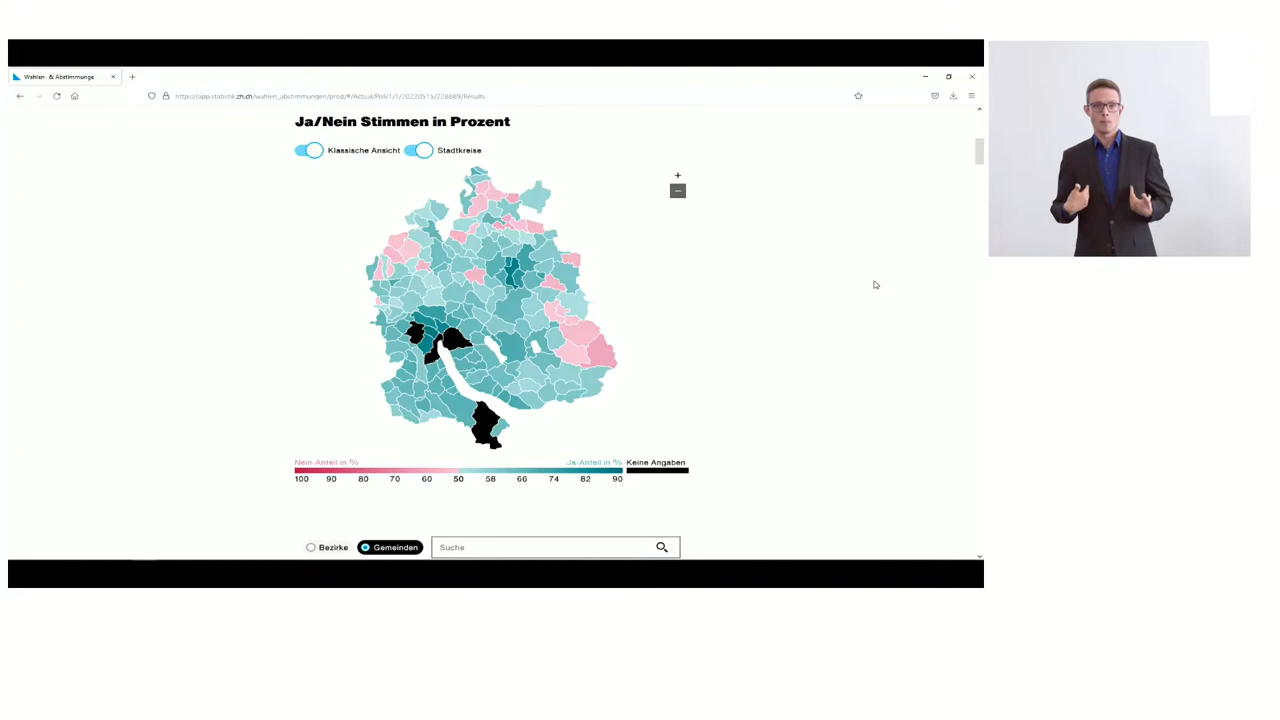 Wahlen- & Abstimmunge
https://app.statistik.zh.ch/wahlen_abstimmungen/prod/#/Actual/Poll/1/1/20220515/228889/Results
Ja/Nein Stimmen in Prozent
Klassische Ansicht Stadtkreise
+
−
Nein-Anteil in % Ja-Anteil in % Keine Angaben
100 90 80 70 60 50 58 66 74 82 90
Bezirke Gemeinden Suche